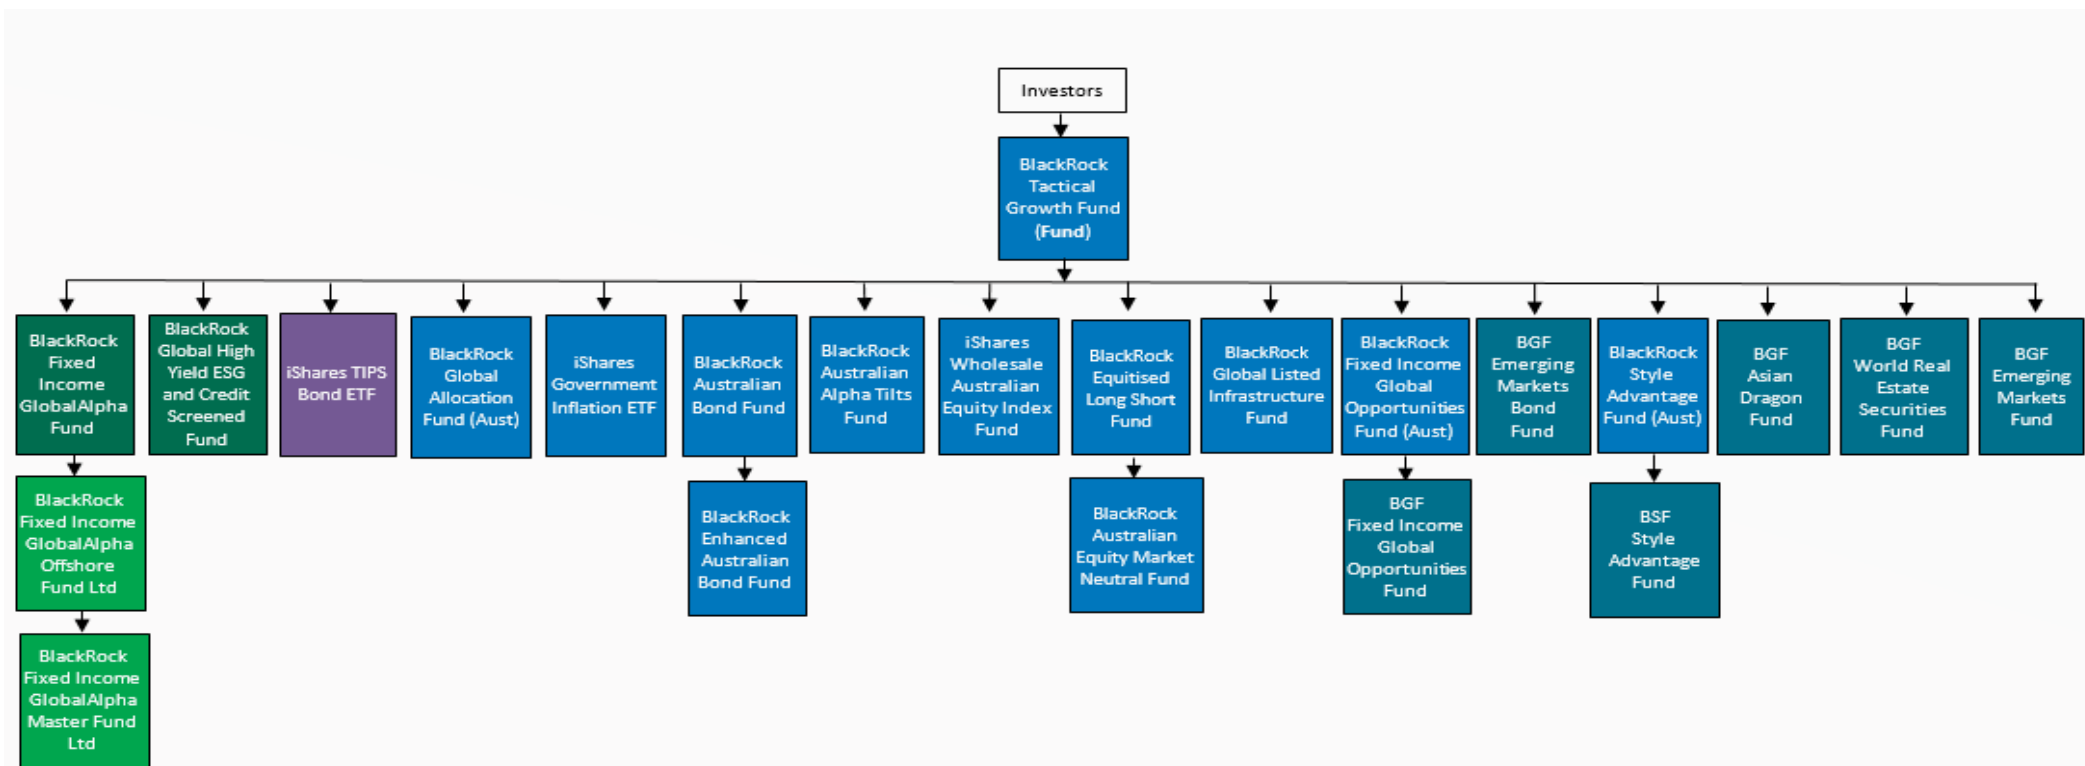 Investors
BlackRock
Tactical
Growth Fund
(Fund)
BlackRock
Fixed
Income
GlobalAlpha
Fund
BlackRock
Global High
Yield ESG
and Credit
Screened
Fund
iShares TIPS
Bond ETF
BlackRock
Global
Allocation
Fund (Aust)
iShares
Government
Inflation ETF
BlackRock
Australian
Bond Fund
BlackRock
Australian
Alpha Tilts
Fund
iShares
Wholesale
Australian
Equity Index
Fund
BlackRock
Equitised
Long Short
Fund
BlackRock
Global Listed
Infrastructure
Fund
BlackRock
Fixed Income
Global
Opportunities
Fund (Aust)
BGF
Emerging
Markets
Bond
Fund
BlackRock
Style
Advantage
Fund (Aust)
BGF
Asian
Dragon
Fund
BGF
World Real
Estate
Securities
Fund
BGF
Emerging
Markets
Fund
BlackRock
Fixed Income
GlobalAlpha
Offshore
Fund Ltd
BlackRock
Enhanced
Australian
Bond Fund
BlackRock
Australian
Equity Market
Neutral Fund
BGF
Fixed Income
Global
Opportunities
Fund
BSF
Style
Advantage
Fund
BlackRock
Fixed Income
GlobalAlpha
Master Fund
Ltd